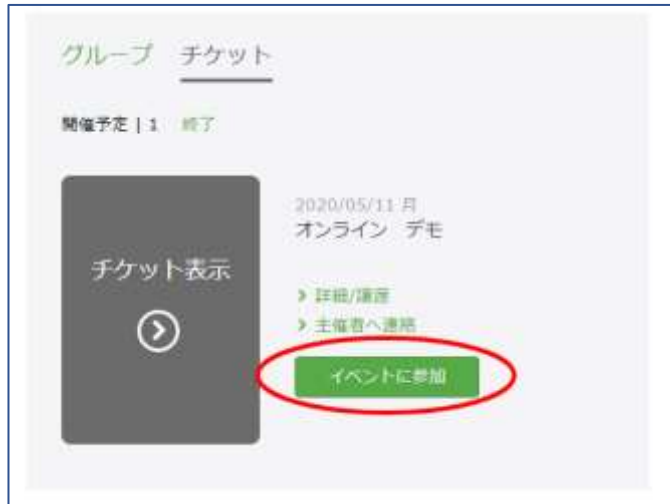 グループ チケット
開催予定 | 1 終了
チケット表示
2020/05/11 月
オンライン デモ
詳細/譲渡
主催者へ連絡
イベントに参加